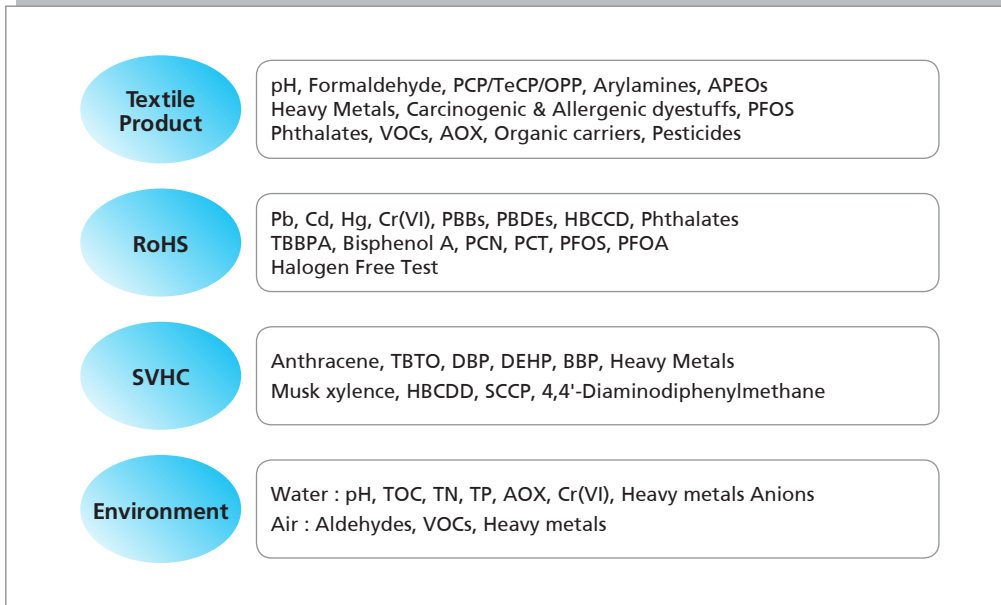 Textile
Product
pH, Formaldehyde, PCP/TeCP/OPP, Arylamines, APEOs
Heavy Metals, Carcinogenic & Allergenic dyestuffs, PFOS
Phthalates, VOCs, AOX, Organic carriers, Pesticides
RoHS
Pb, Cd, Hg, Cr(VI), PBBs, PBDEs, HBCCD, Phthalates
TBBPA, Bisphenol A, PCN, PCT, PFOS, PFOA
Halogen Free Test
SVHC
Anthracene, TBTO, DBP, DEHP, BBP, Heavy Metals
Musk xylence, HBCDD, SCCP, 4,4'-Diaminodiphenylmethane
Environment
Water : pH, TOC, TN, TP, AOX, Cr(VI), Heavy metals Anions
Air : Aldehydes, VOCs, Heavy metals